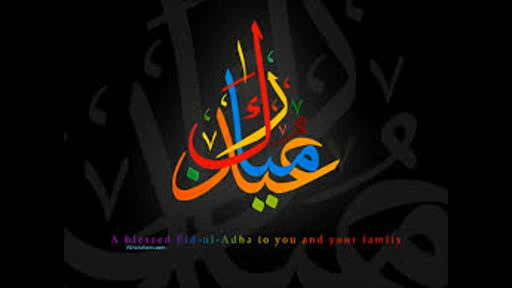 عيد مبارك
A blessed Eid-ul-Adha to you and your family